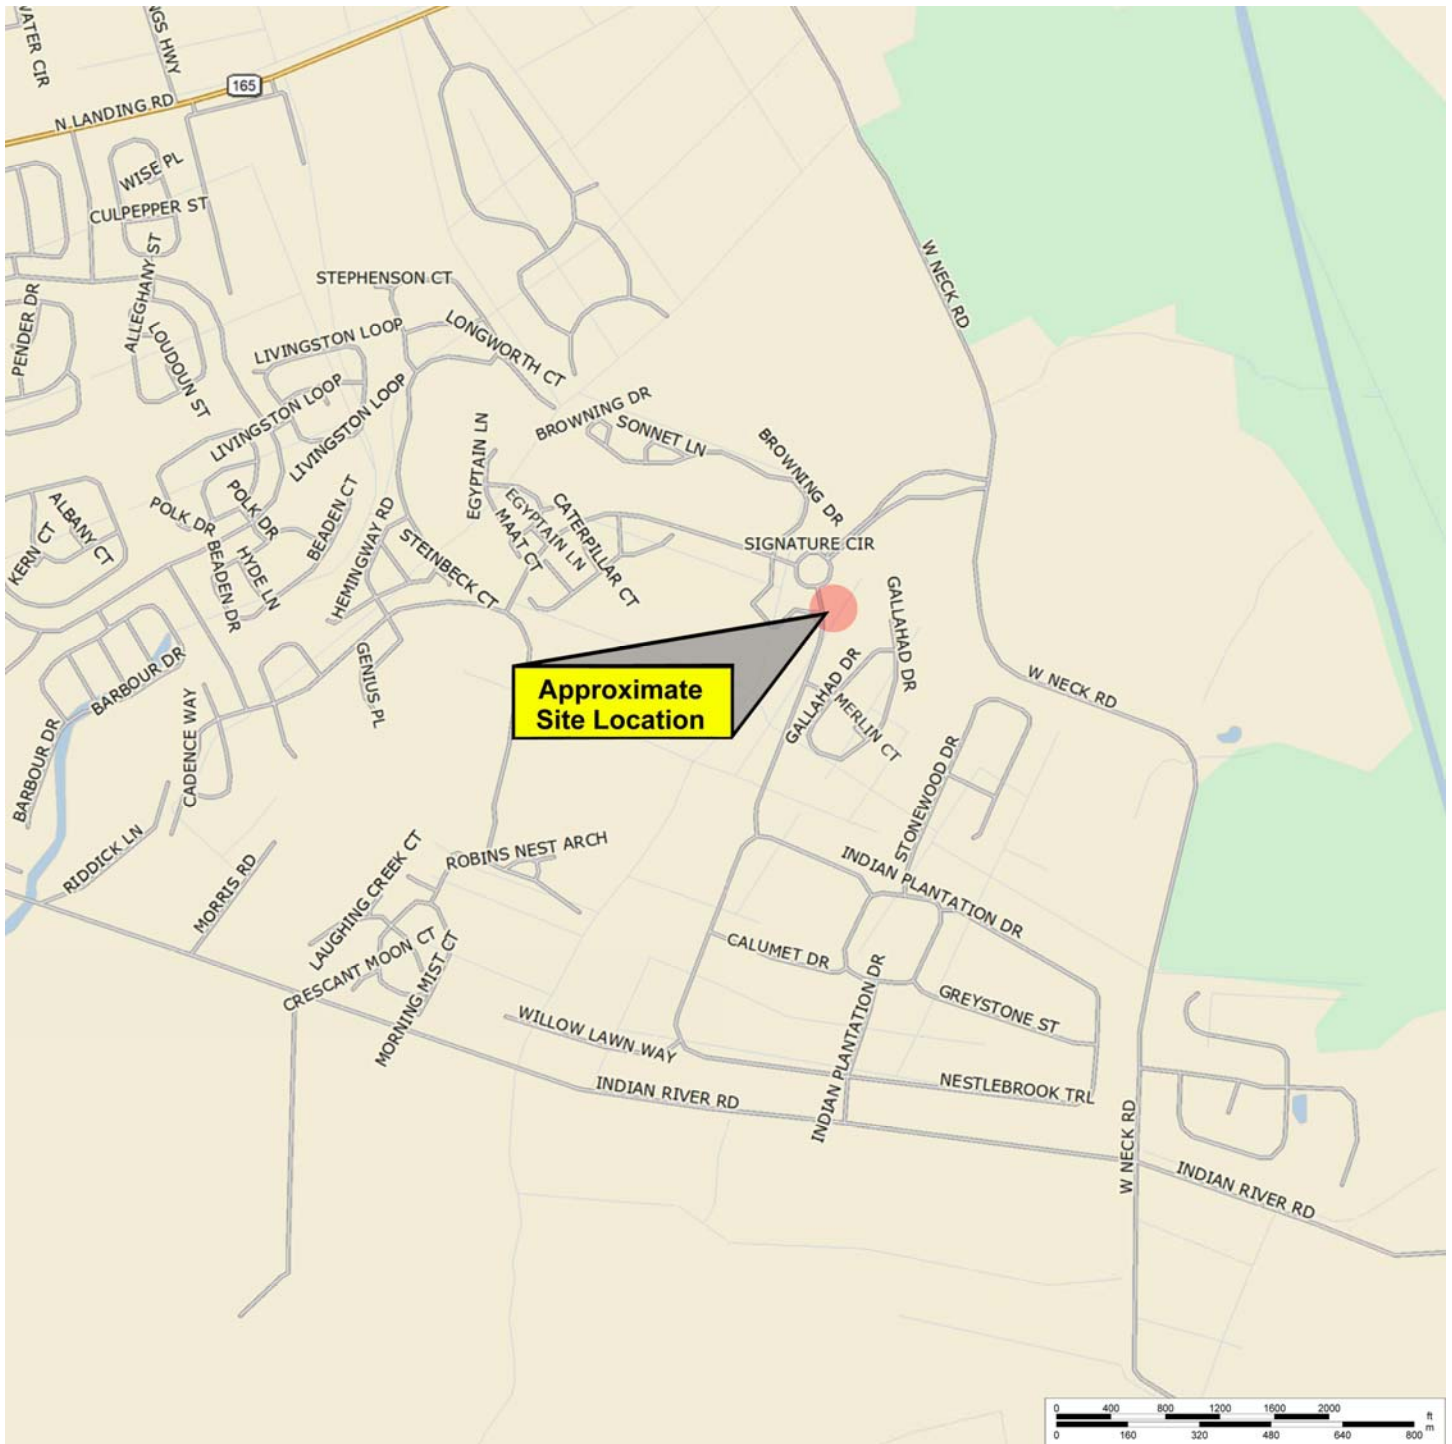 WATER CIR
NGS HWY
165
N LANDING RD
WISE PL
CULPEPPER ST
ALLEGHANY ST
PENDER DR
LOUDOUN ST
STEPHENSON CT
LIVINGSTON LOOP
LONGWORTH CT
LIVINGSTON LOOP
LIVINGSTON LOOP
W NECK RD
BROWNING DR
SONNET LN
BROWNING DR
EGYPTAIN LN
EGYPTAIN LN
CATERPILLAR CT
MAAT CT
ALBANY CT
KERN CT
POLK DR
POLK DR
BEADEN CT
BEADEN DR
HYDE LN
HEMINGWAY RD
STEINBECK CT
SIGNATURE CIR
GALLAHAD DR
GENIUS PL
BARBOUR DR
BARBOUR DR
CADENCE WAY
Approximate
Site Location
GALLAHAD DR
MERLIN CT
W NECK RD
STONEWOOD DR
RIDDICK LN
MORRIS RD
LAUGHING CREEK CT
ROBINS NEST ARCH
INDIAN PLANTATION DR
CRESCANT MOON CT
MORNING MIST CT
CALUMET DR
INDIAN PLANTATION DR
GREYSTONE ST
WILLOW LAWN WAY
NESTLEBROOK TRL
INDIAN RIVER RD
W NECK RD
INDIAN RIVER RD
0 400 800 1200 1600 2000 ft
0 160 320 480 640 800 m